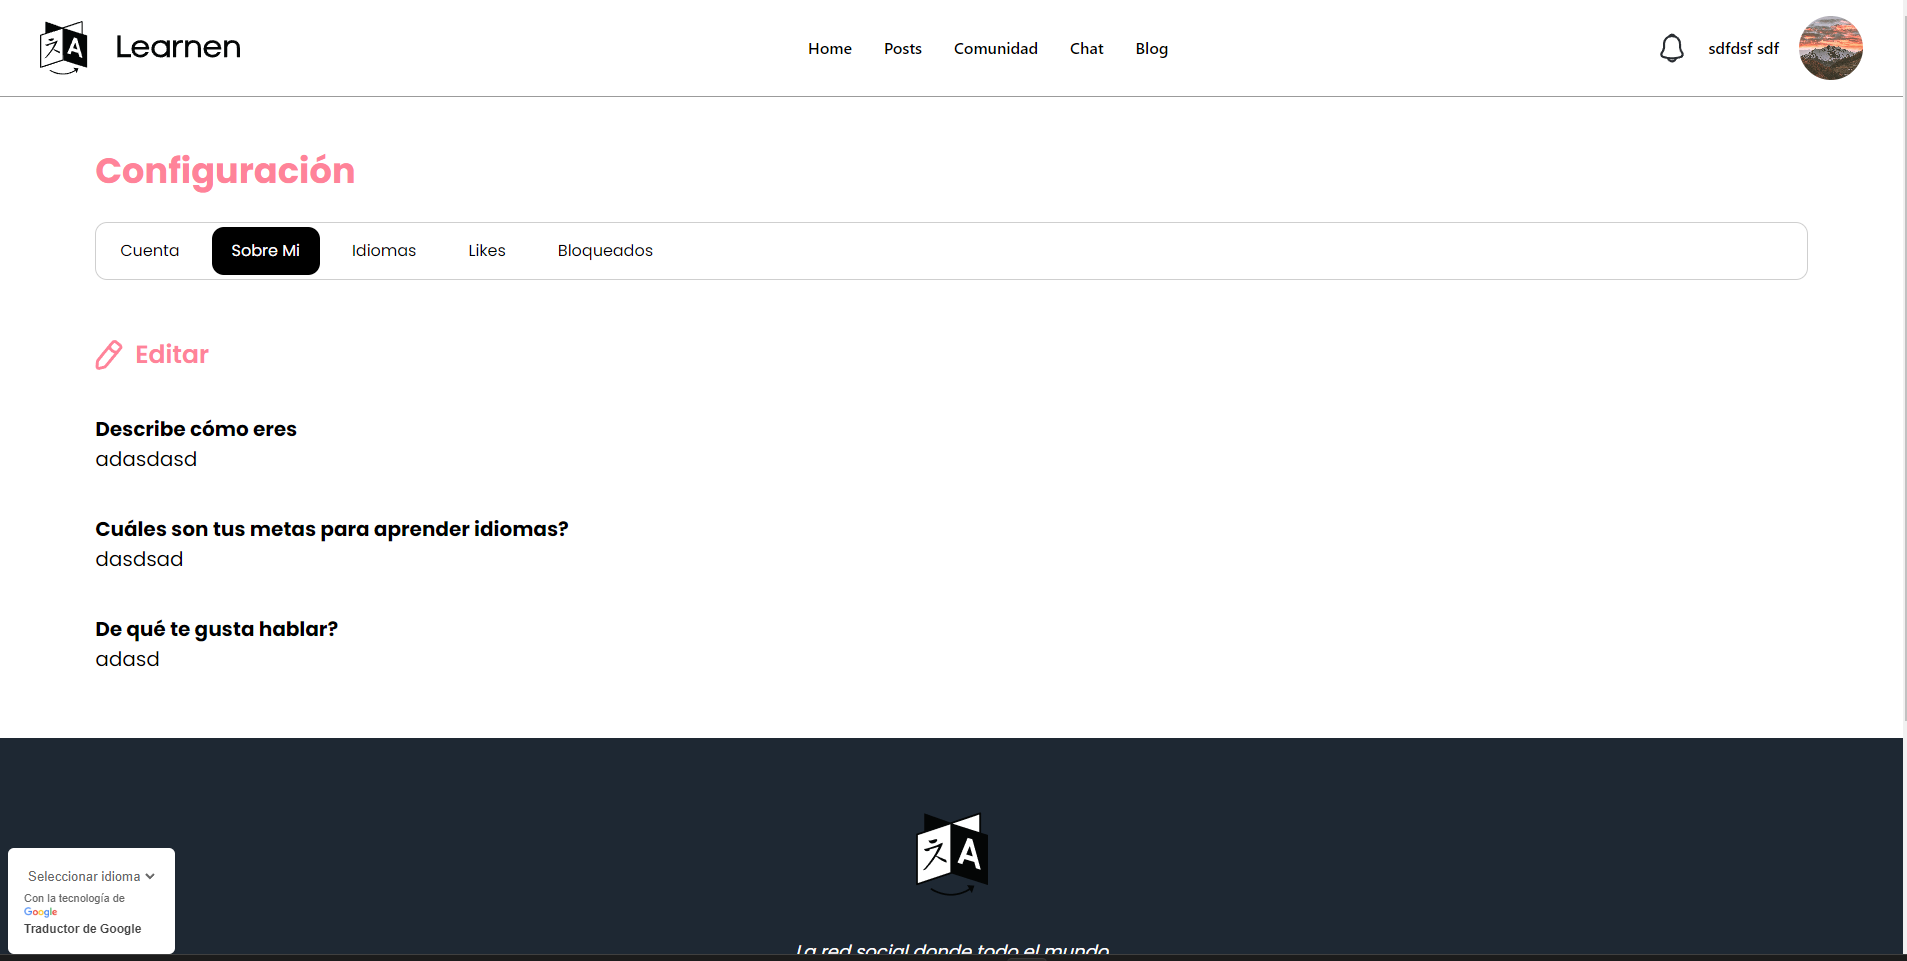 Learnen
Home Posts Comunidad Chat Blog
sdfdsf sdf
Configuración
Cuenta Sobre Mi Idiomas Likes Bloqueados
Editar
Describe cómo eres
adasdasd
Cuáles son tus metas para aprender idiomas?
dasdsad
De qué te gusta hablar?
adasd
Seleccionar idioma
Con la tecnología de
Google
Traductor de Google
La red social donde todo el mundo